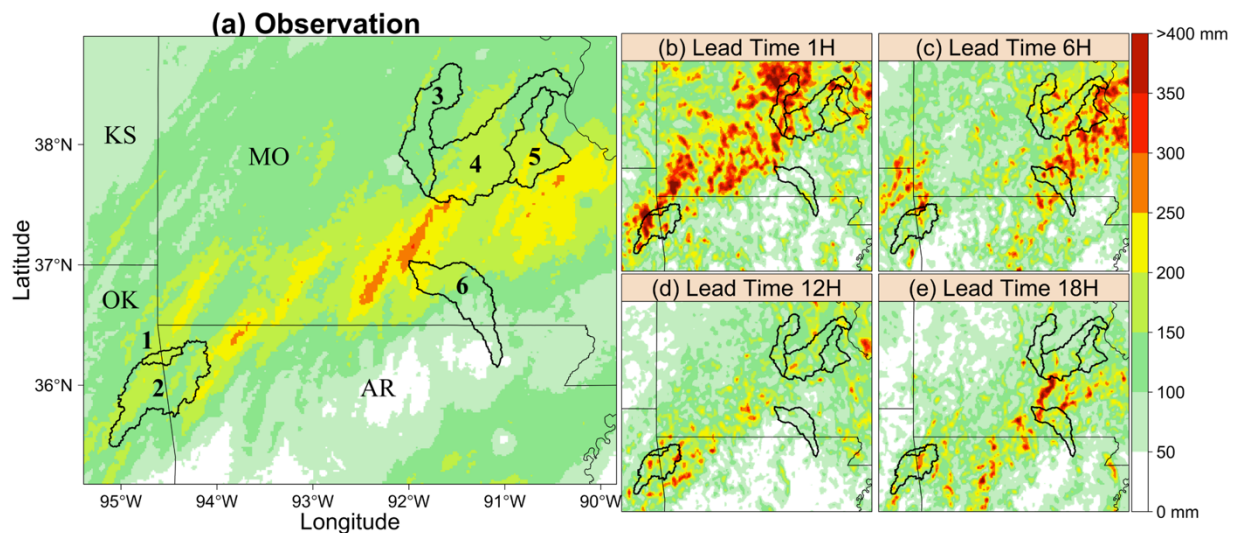 (a) Observation
(b) Lead Time 1H
(c) Lead Time 6H
(d) Lead Time 12H
(e) Lead Time 18H
Latitude
38°N
37°N
36°N
KS
MO
OK
AR
1
2
3
4
5
6
95°W
94°W
93°W
92°W
91°W
90°W
Longitude
>400 mm
350
300
250
200
150
100
50
0 mm